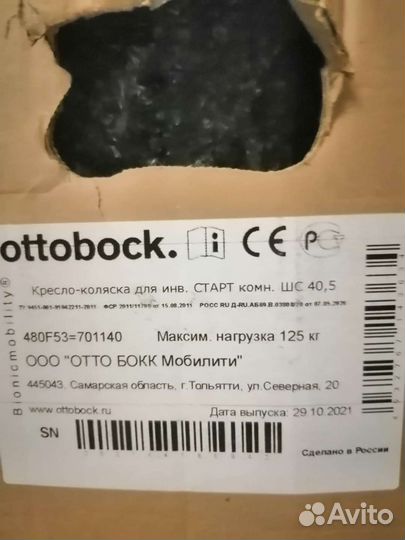 ottobock.
Кресло-коляска для инв. СТАРТ комн. ШС 40,5
480F53=701140 Максим. нагрузка 125 кг
ООО "ОТТО БОКК Мобилити"
445043, Самарская область, г.Тольятти, ул.Северная, 20
www.ottobock.ru Дата выпуска: 29.10.2021
SN
Сделано в России
Bionicmobility®
Avito